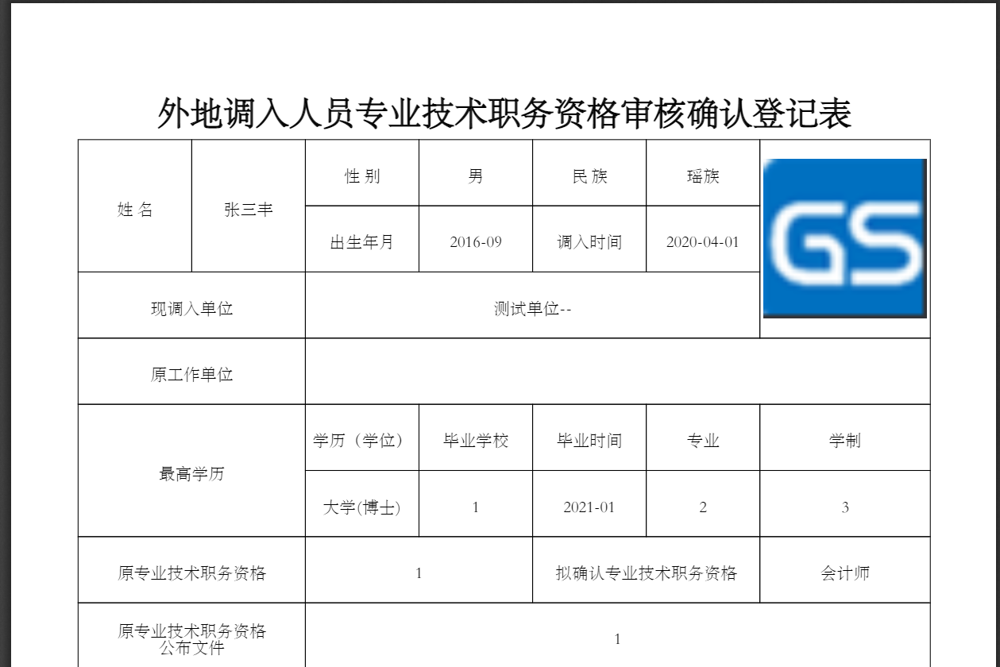 外地调入人员专业技术职务资格审核确认登记表
姓 名
张三丰
性 别
男
民 族
瑶族
GS
出生年月
2016-09
调入时间
2020-04-01
现调入单位
测试单位--
原工作单位
最高学历
学历（学位）
毕业学校
毕业时间
专业
学制
大学(博士)
1
2021-01
2
3
原专业技术职务资格
1
拟确认专业技术职务资格
会计师
原专业技术职务资格
公布文件
1